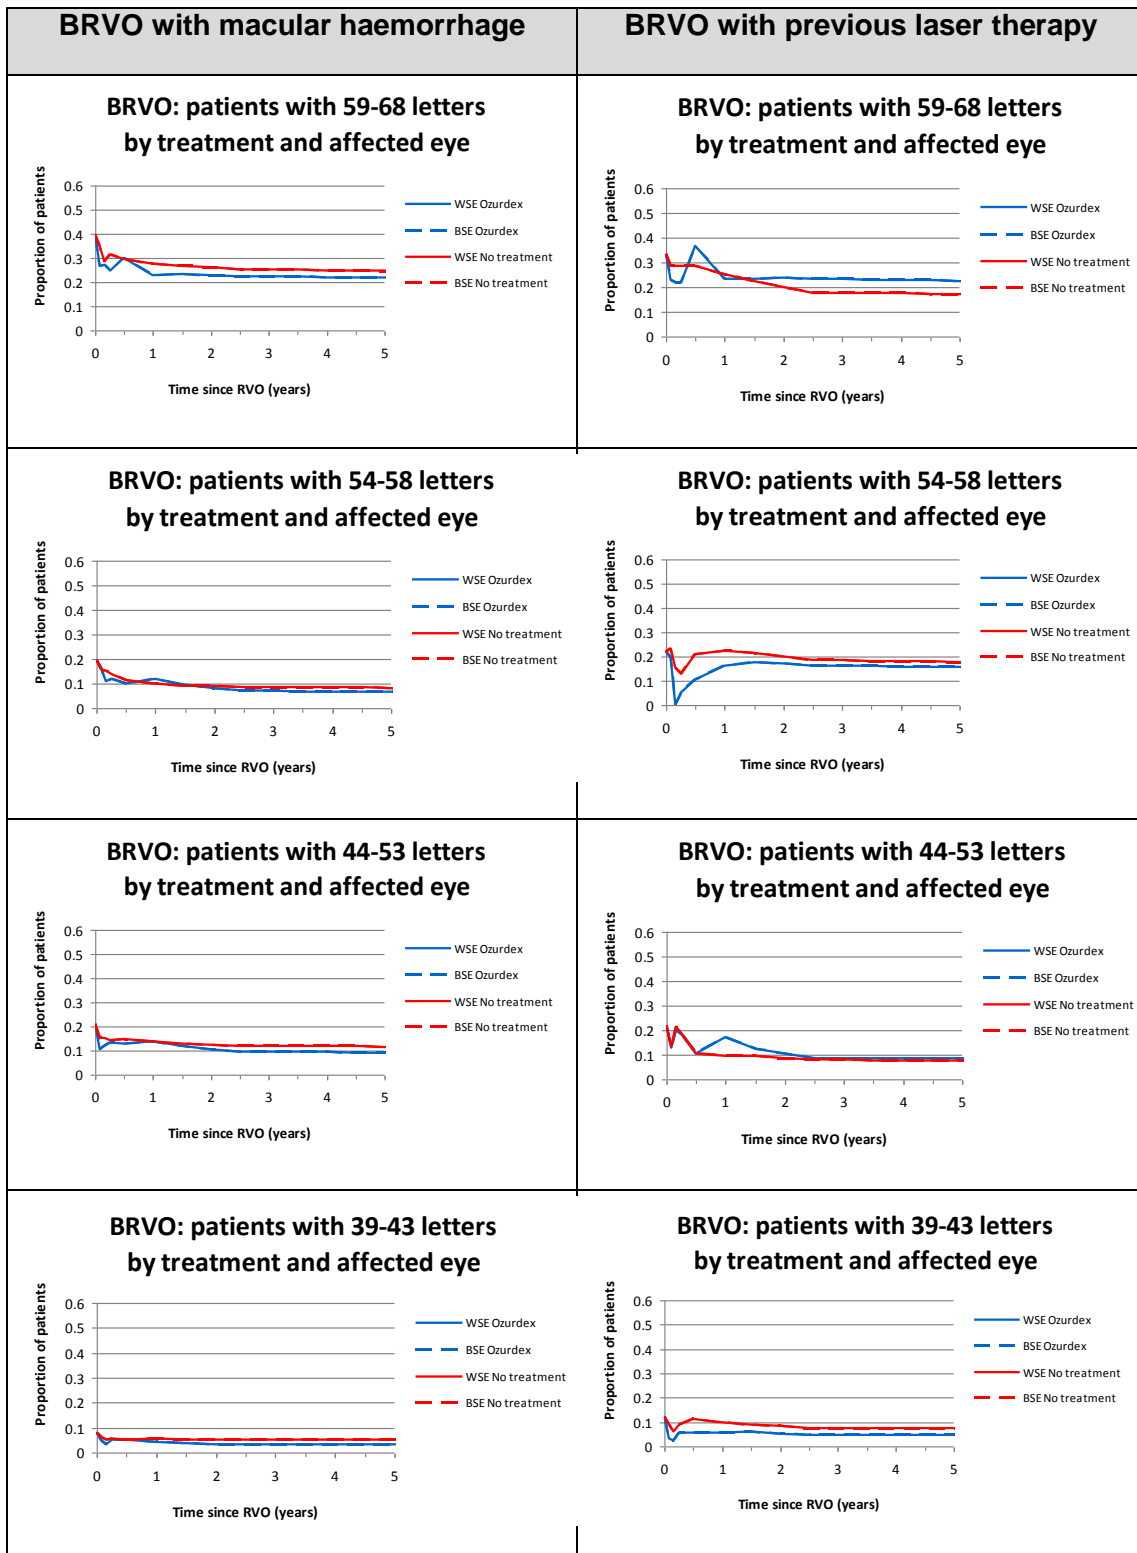 BRVO with macular haemorrhage
BRVO with previous laser therapy
BRVO: patients with 59-68 letters
by treatment and affected eye
Proportion of patients
0.6
0.5
0.4
0.3
0.2
0.1
0
0 1 2 3 4 5
Time since RVO (years)
WSE Ozurdex
BSE Ozurdex
WSE No treatment
BSE No treatment
BRVO: patients with 59-68 letters
by treatment and affected eye
Proportion of patients
0.6
0.5
0.4
0.3
0.2
0.1
0
0 1 2 3 4 5
Time since RVO (years)
WSE Ozurdex
BSE Ozurdex
WSE No treatment
BSE No treatment
BRVO: patients with 54-58 letters
by treatment and affected eye
Proportion of patients
0.6
0.5
0.4
0.3
0.2
0.1
0
0 1 2 3 4 5
Time since RVO (years)
WSE Ozurdex
BSE Ozurdex
WSE No treatment
BSE No treatment
BRVO: patients with 54-58 letters
by treatment and affected eye
Proportion of patients
0.6
0.5
0.4
0.3
0.2
0.1
0
0 1 2 3 4 5
Time since RVO (years)
WSE Ozurdex
BSE Ozurdex
WSE No treatment
BSE No treatment
BRVO: patients with 44-53 letters
by treatment and affected eye
Proportion of patients
0.6
0.5
0.4
0.3
0.2
0.1
0
0 1 2 3 4 5
Time since RVO (years)
WSE Ozurdex
BSE Ozurdex
WSE No treatment
BSE No treatment
BRVO: patients with 44-53 letters
by treatment and affected eye
Proportion of patients
0.6
0.5
0.4
0.3
0.2
0.1
0
0 1 2 3 4 5
Time since RVO (years)
WSE Ozurdex
BSE Ozurdex
WSE No treatment
BSE No treatment
BRVO: patients with 39-43 letters
by treatment and affected eye
Proportion of patients
0.6
0.5
0.4
0.3
0.2
0.1
0
0 1 2 3 4 5
Time since RVO (years)
WSE Ozurdex
BSE Ozurdex
WSE No treatment
BSE No treatment
BRVO: patients with 39-43 letters
by treatment and affected eye
Proportion of patients
0.6
0.5
0.4
0.3
0.2
0.1
0
0 1 2 3 4 5
Time since RVO (years)
WSE Ozurdex
BSE Ozurdex
WSE No treatment
BSE No treatment